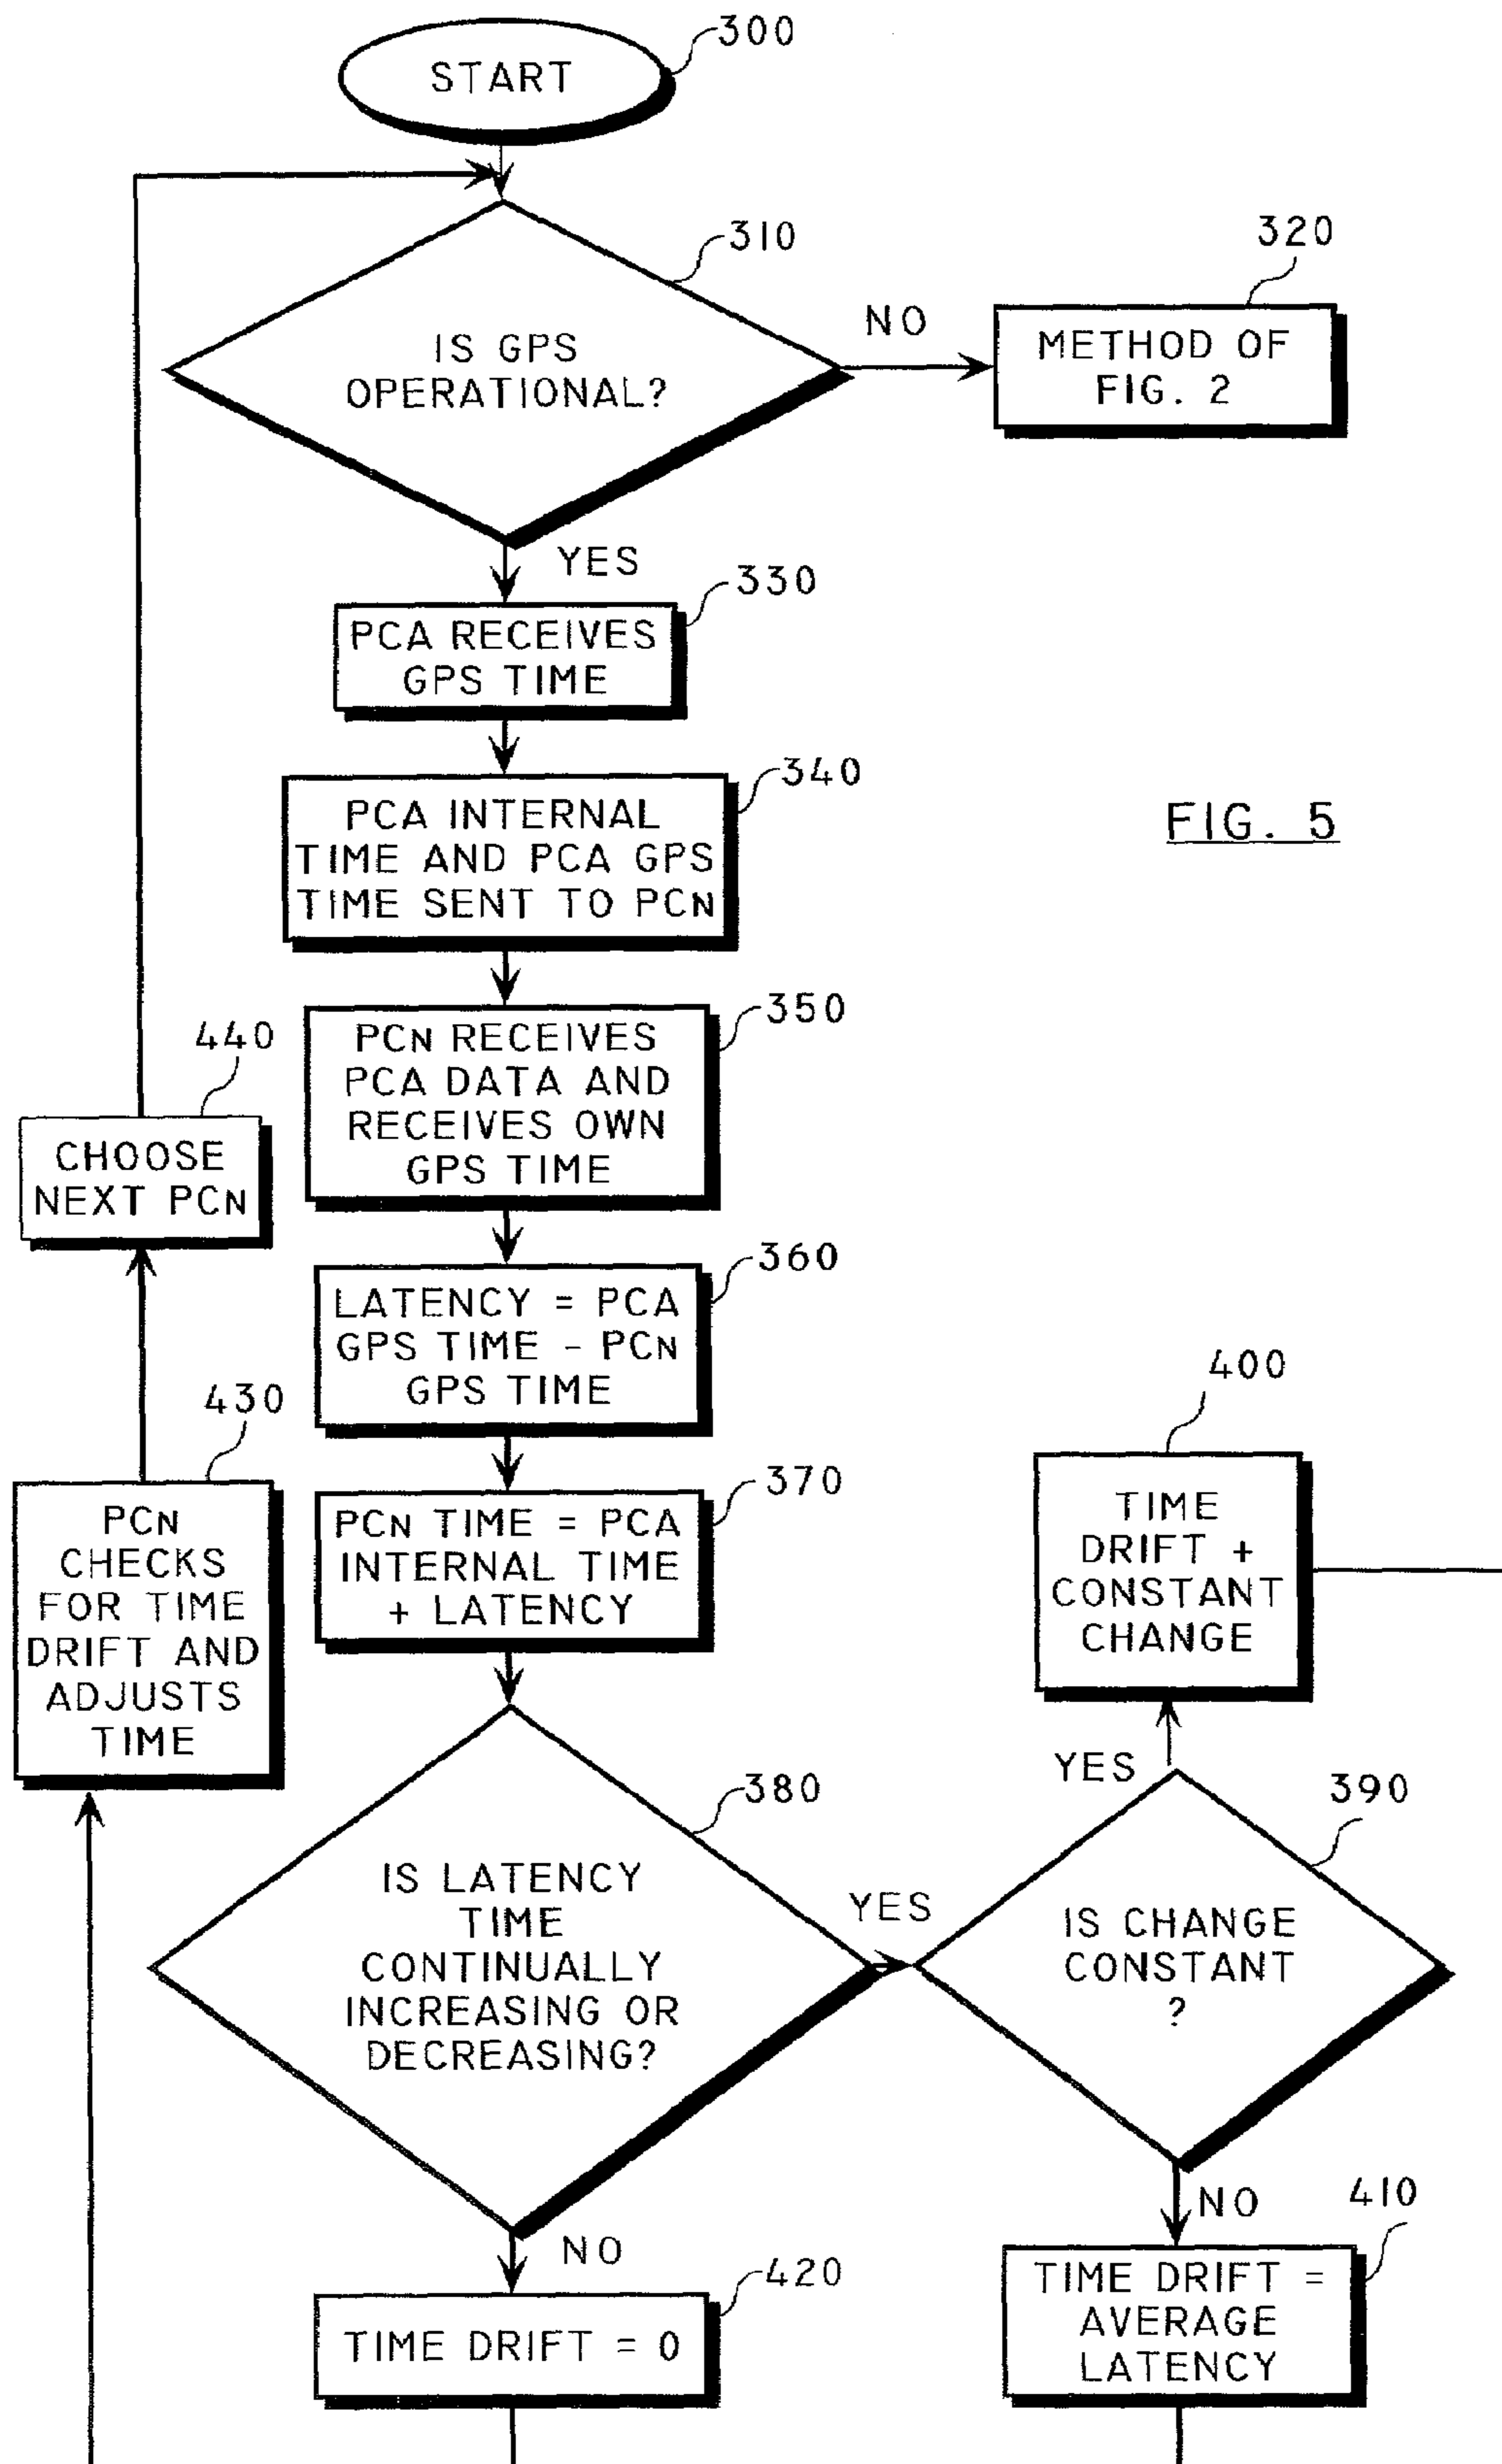 START
300
310
IS GPS
OPERATIONAL?
NO
320
METHOD OF
FIG. 2
YES
330
PCA RECEIVES
GPS TIME
340
PCA INTERNAL
TIME AND PCA GPS
TIME SENT TO PCN
FIG. 5
350
PCN RECEIVES
PCA DATA AND
RECEIVES OWN
GPS TIME
440
CHOOSE
NEXT PCN
360
LATENCY = PCA
GPS TIME - PCN
GPS TIME
430
PCN
CHECKS
FOR TIME
DRIFT AND
ADJUSTS
TIME
370
PCN TIME = PCA
INTERNAL TIME
+ LATENCY
400
TIME
DRIFT +
CONSTANT
CHANGE
380
IS LATENCY
TIME
CONTINUALLY
INCREASING OR
DECREASING?
YES
YES
390
IS CHANGE
CONSTANT
?
NO
420
TIME DRIFT = 0
NO
410
TIME DRIFT =
AVERAGE
LATENCY